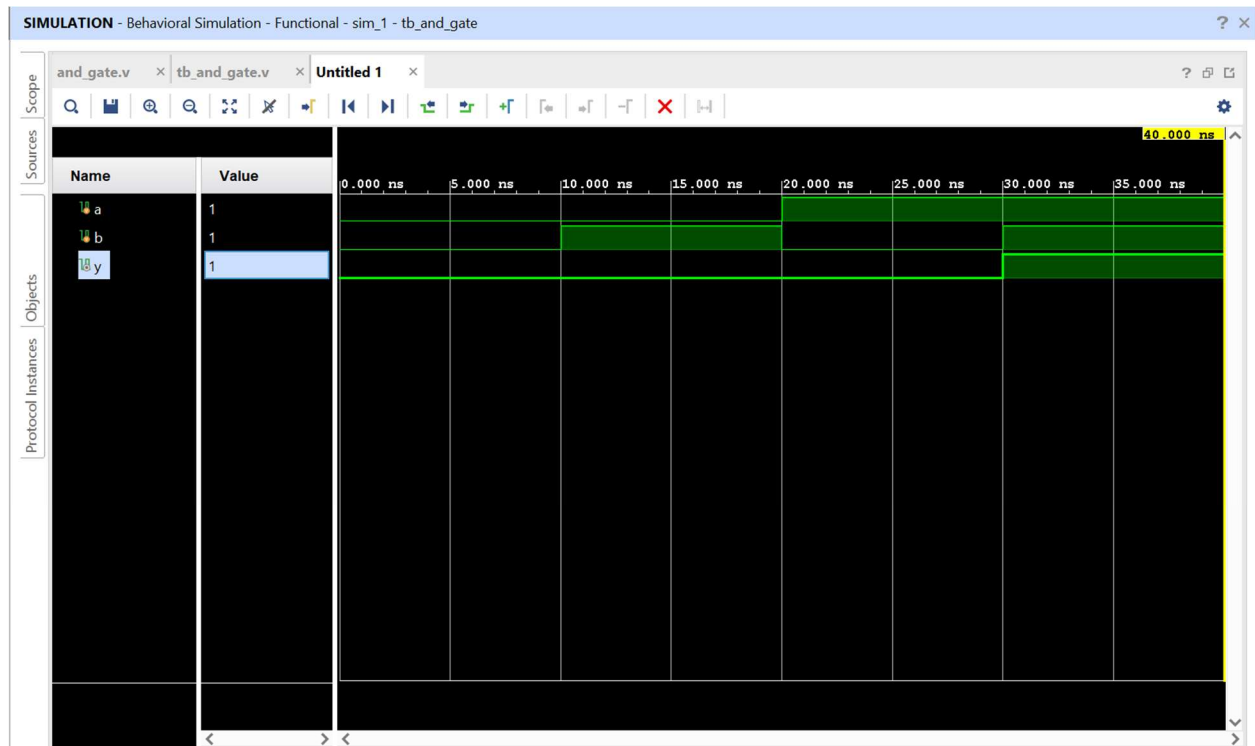 SIMULATION - Behavioral Simulation - Functional - sim_1 - tb_and_gate
Scope
Sources
Objects
Protocol Instances
and_gate.v
tb_and_gate.v
Untitled 1
40.000 ns
Name Value
0.000 ns 5.000 ns 10.000 ns 15.000 ns 20.000 ns 25.000 ns 30.000 ns 35.000 ns
a 1
b 1
y 1